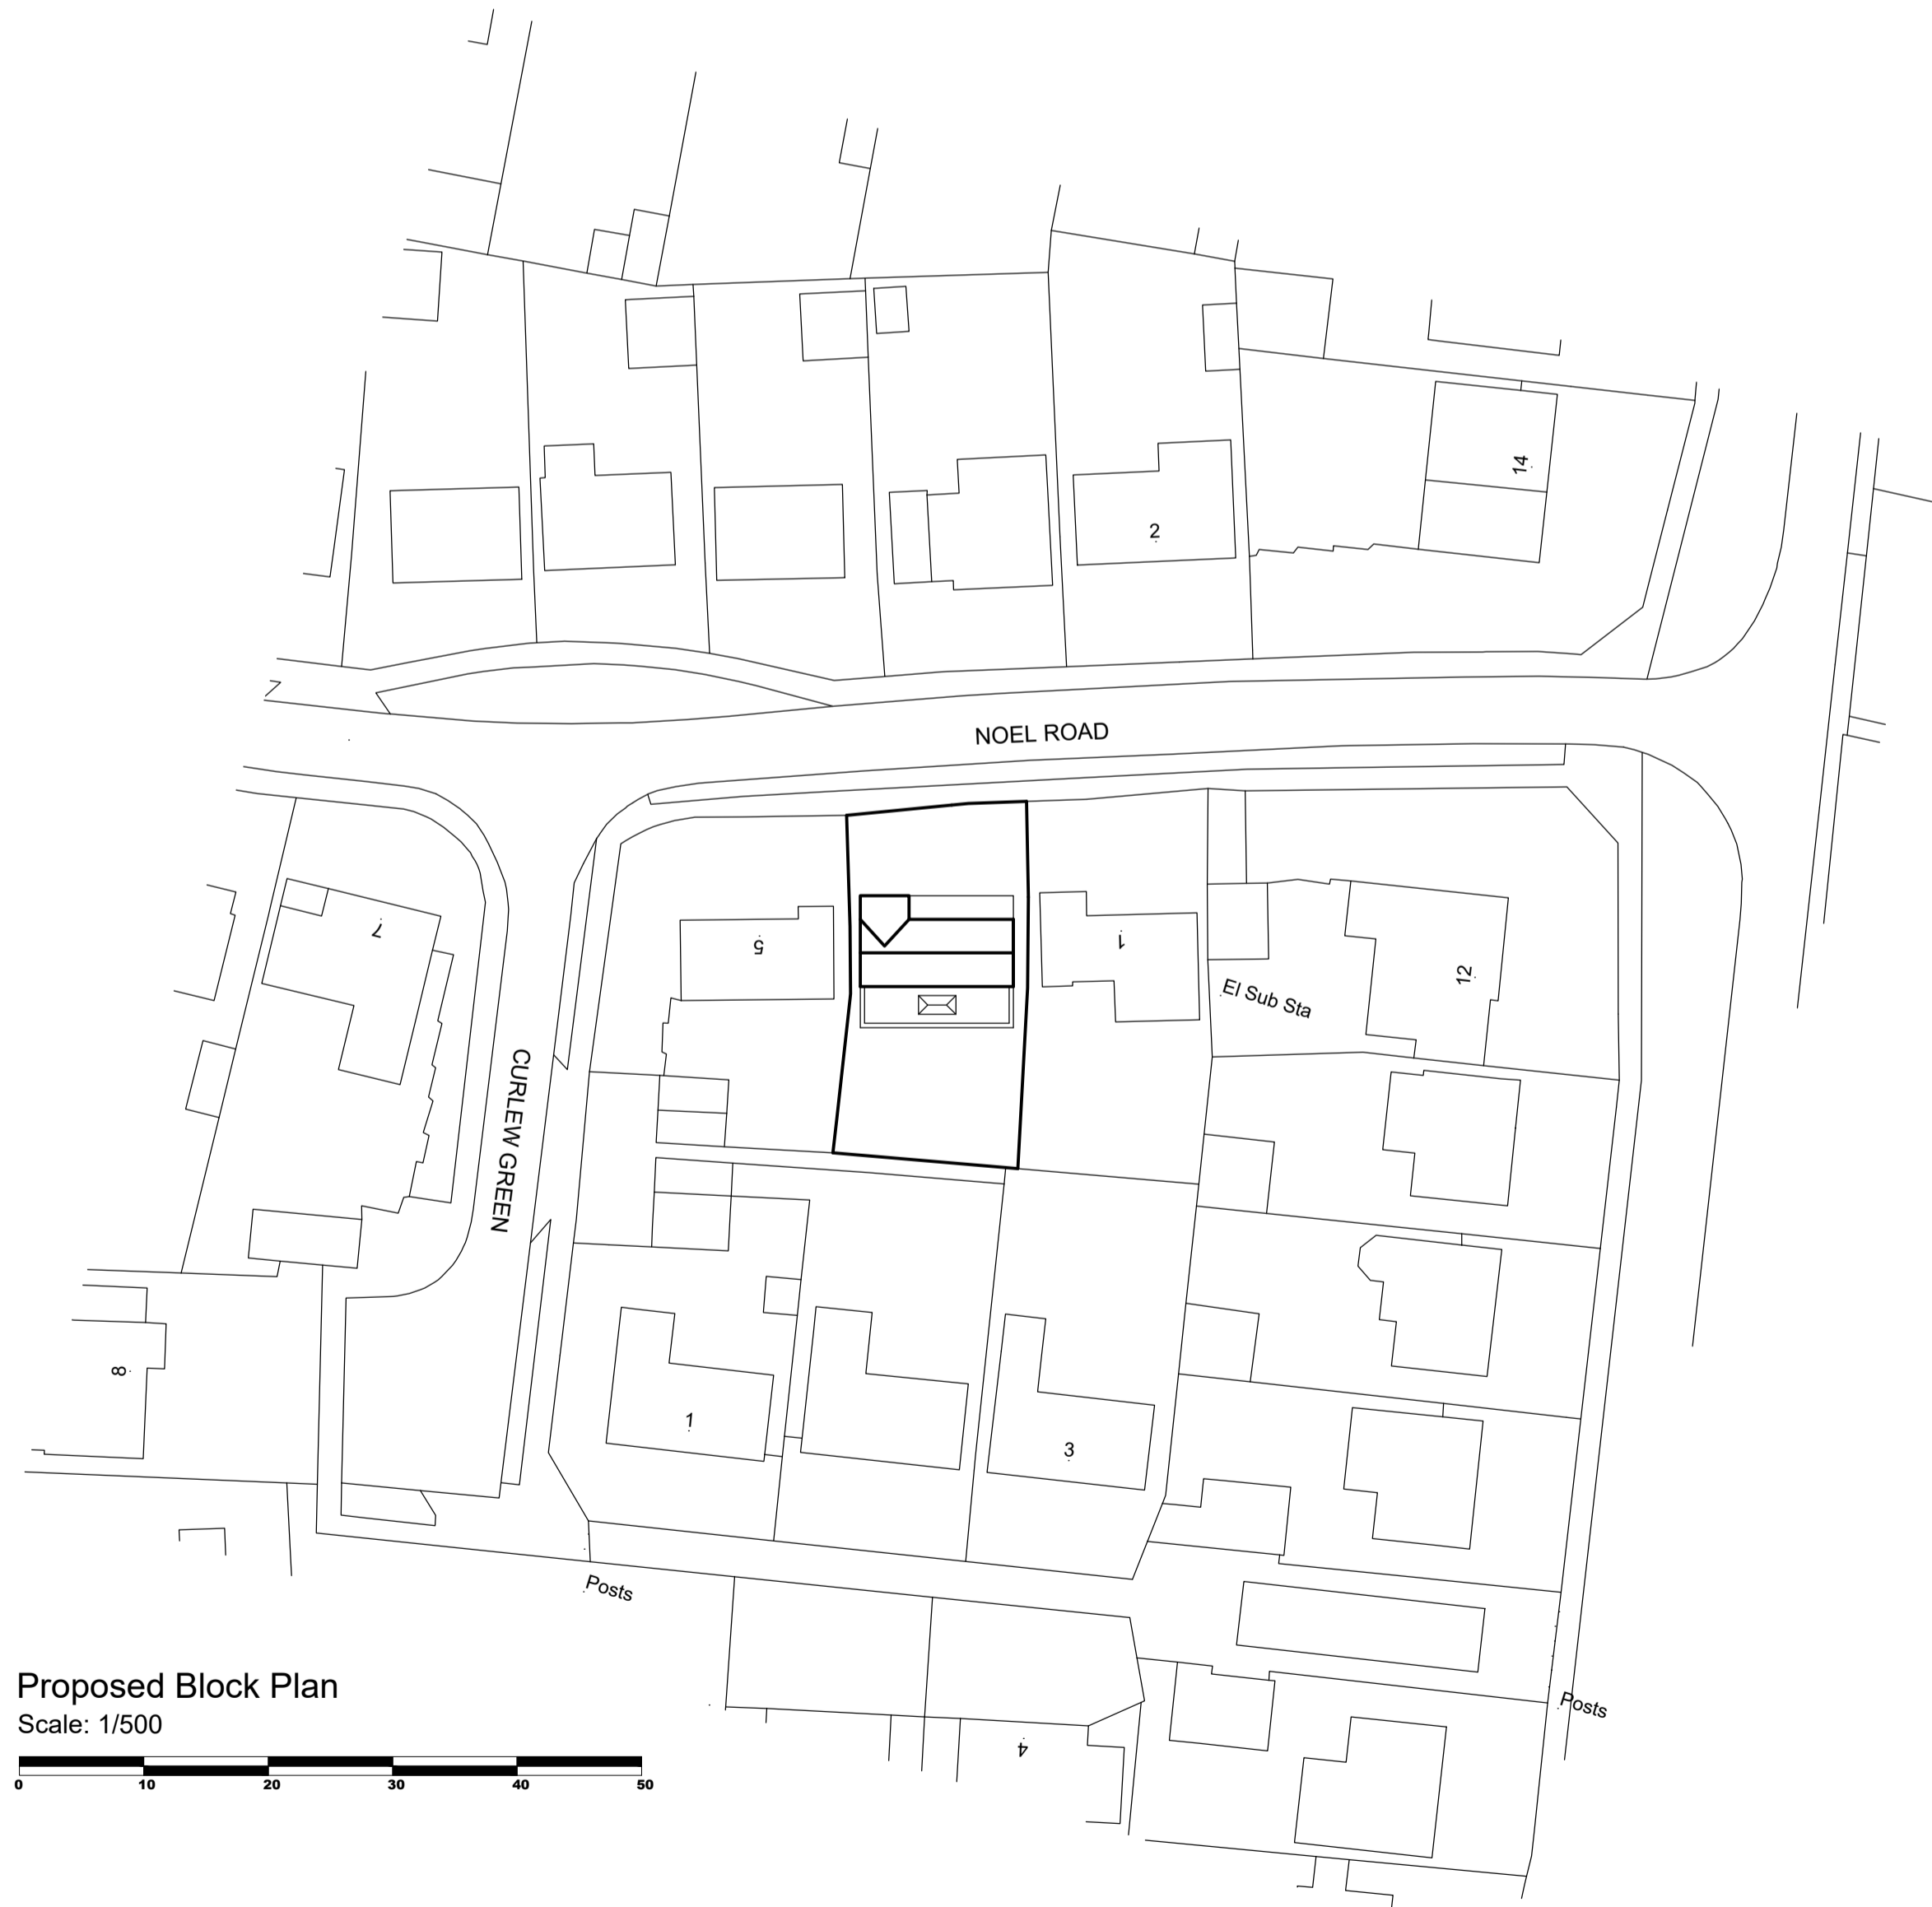 14
2
NOEL ROAD
7
5
1
12
El Sub Sta
CURLEW GREEN
8
1
3
Posts
Proposed Block Plan
Scale: 1/500
Posts
4
0 10 20 30 40 50